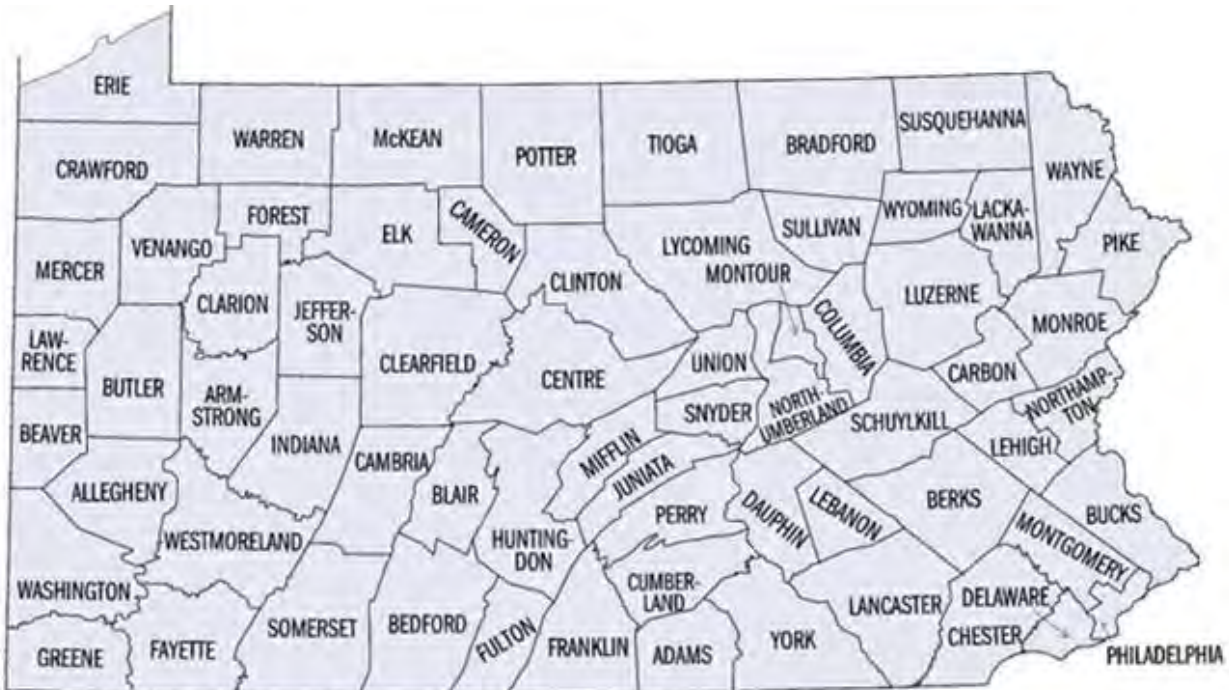 ERIE
CRAWFORD
WARREN
McKEAN
POTTER
TIOGA
BRADFORD
SUSQUEHANNA
WAYNE
FOREST
VENANGO
ELK
CAMERON
MERCER
CLARION
JEFFER-
SON
CLINTON
LYCOMING
MONTOUR
SULLIVAN
WYOMING
LACKA-
WANNA
PIKE
LAW-
RENCE
BUTLER
ARM-
STRONG
CLEARFIELD
CENTRE
UNION
COLUMBIA
LUZERNE
MONROE
CARBON
BEAVER
INDIANA
SNYDER
NORTH-
UMBERLAND
SCHUYLKILL
NORTHAMP-
TON
LEHIGH
ALLEGHENY
CAMBRIA
BLAIR
MIFFLIN
JUNIATA
PERRY
DAUPHIN
LEBANON
BERKS
BUCKS
WESTMORELAND
HUNTING-
DON
MONTGOMERY
WASHINGTON
SOMERSET
BEDFORD
CUMBER-
LAND
LANCASTER
DELAWARE
CHESTER
GREENE
FAYETTE
FULTON
FRANKLIN
ADAMS
YORK
PHILADELPHIA